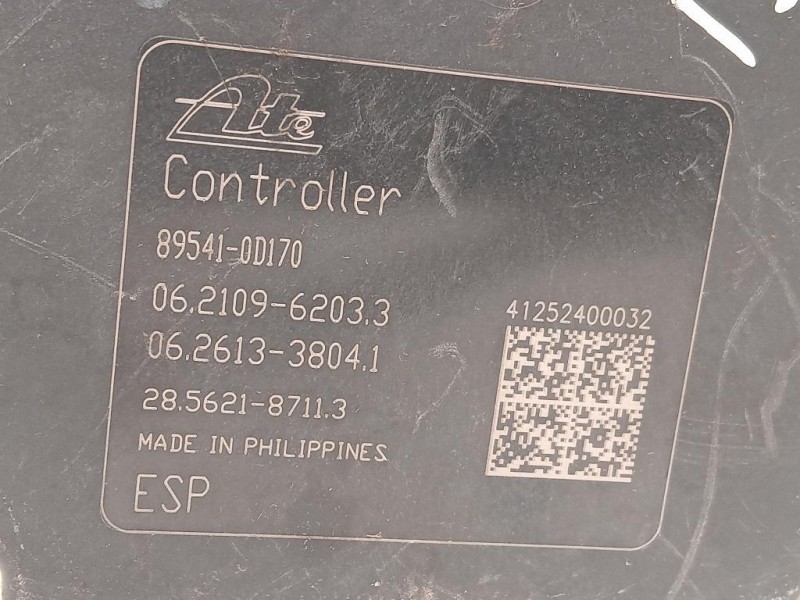 Ate
Controller
89541-0D170
06.2109-6203.3
06.2613-3804.1
28.5621-8711.3
MADE IN PHILIPPINES
ESP
41252400032